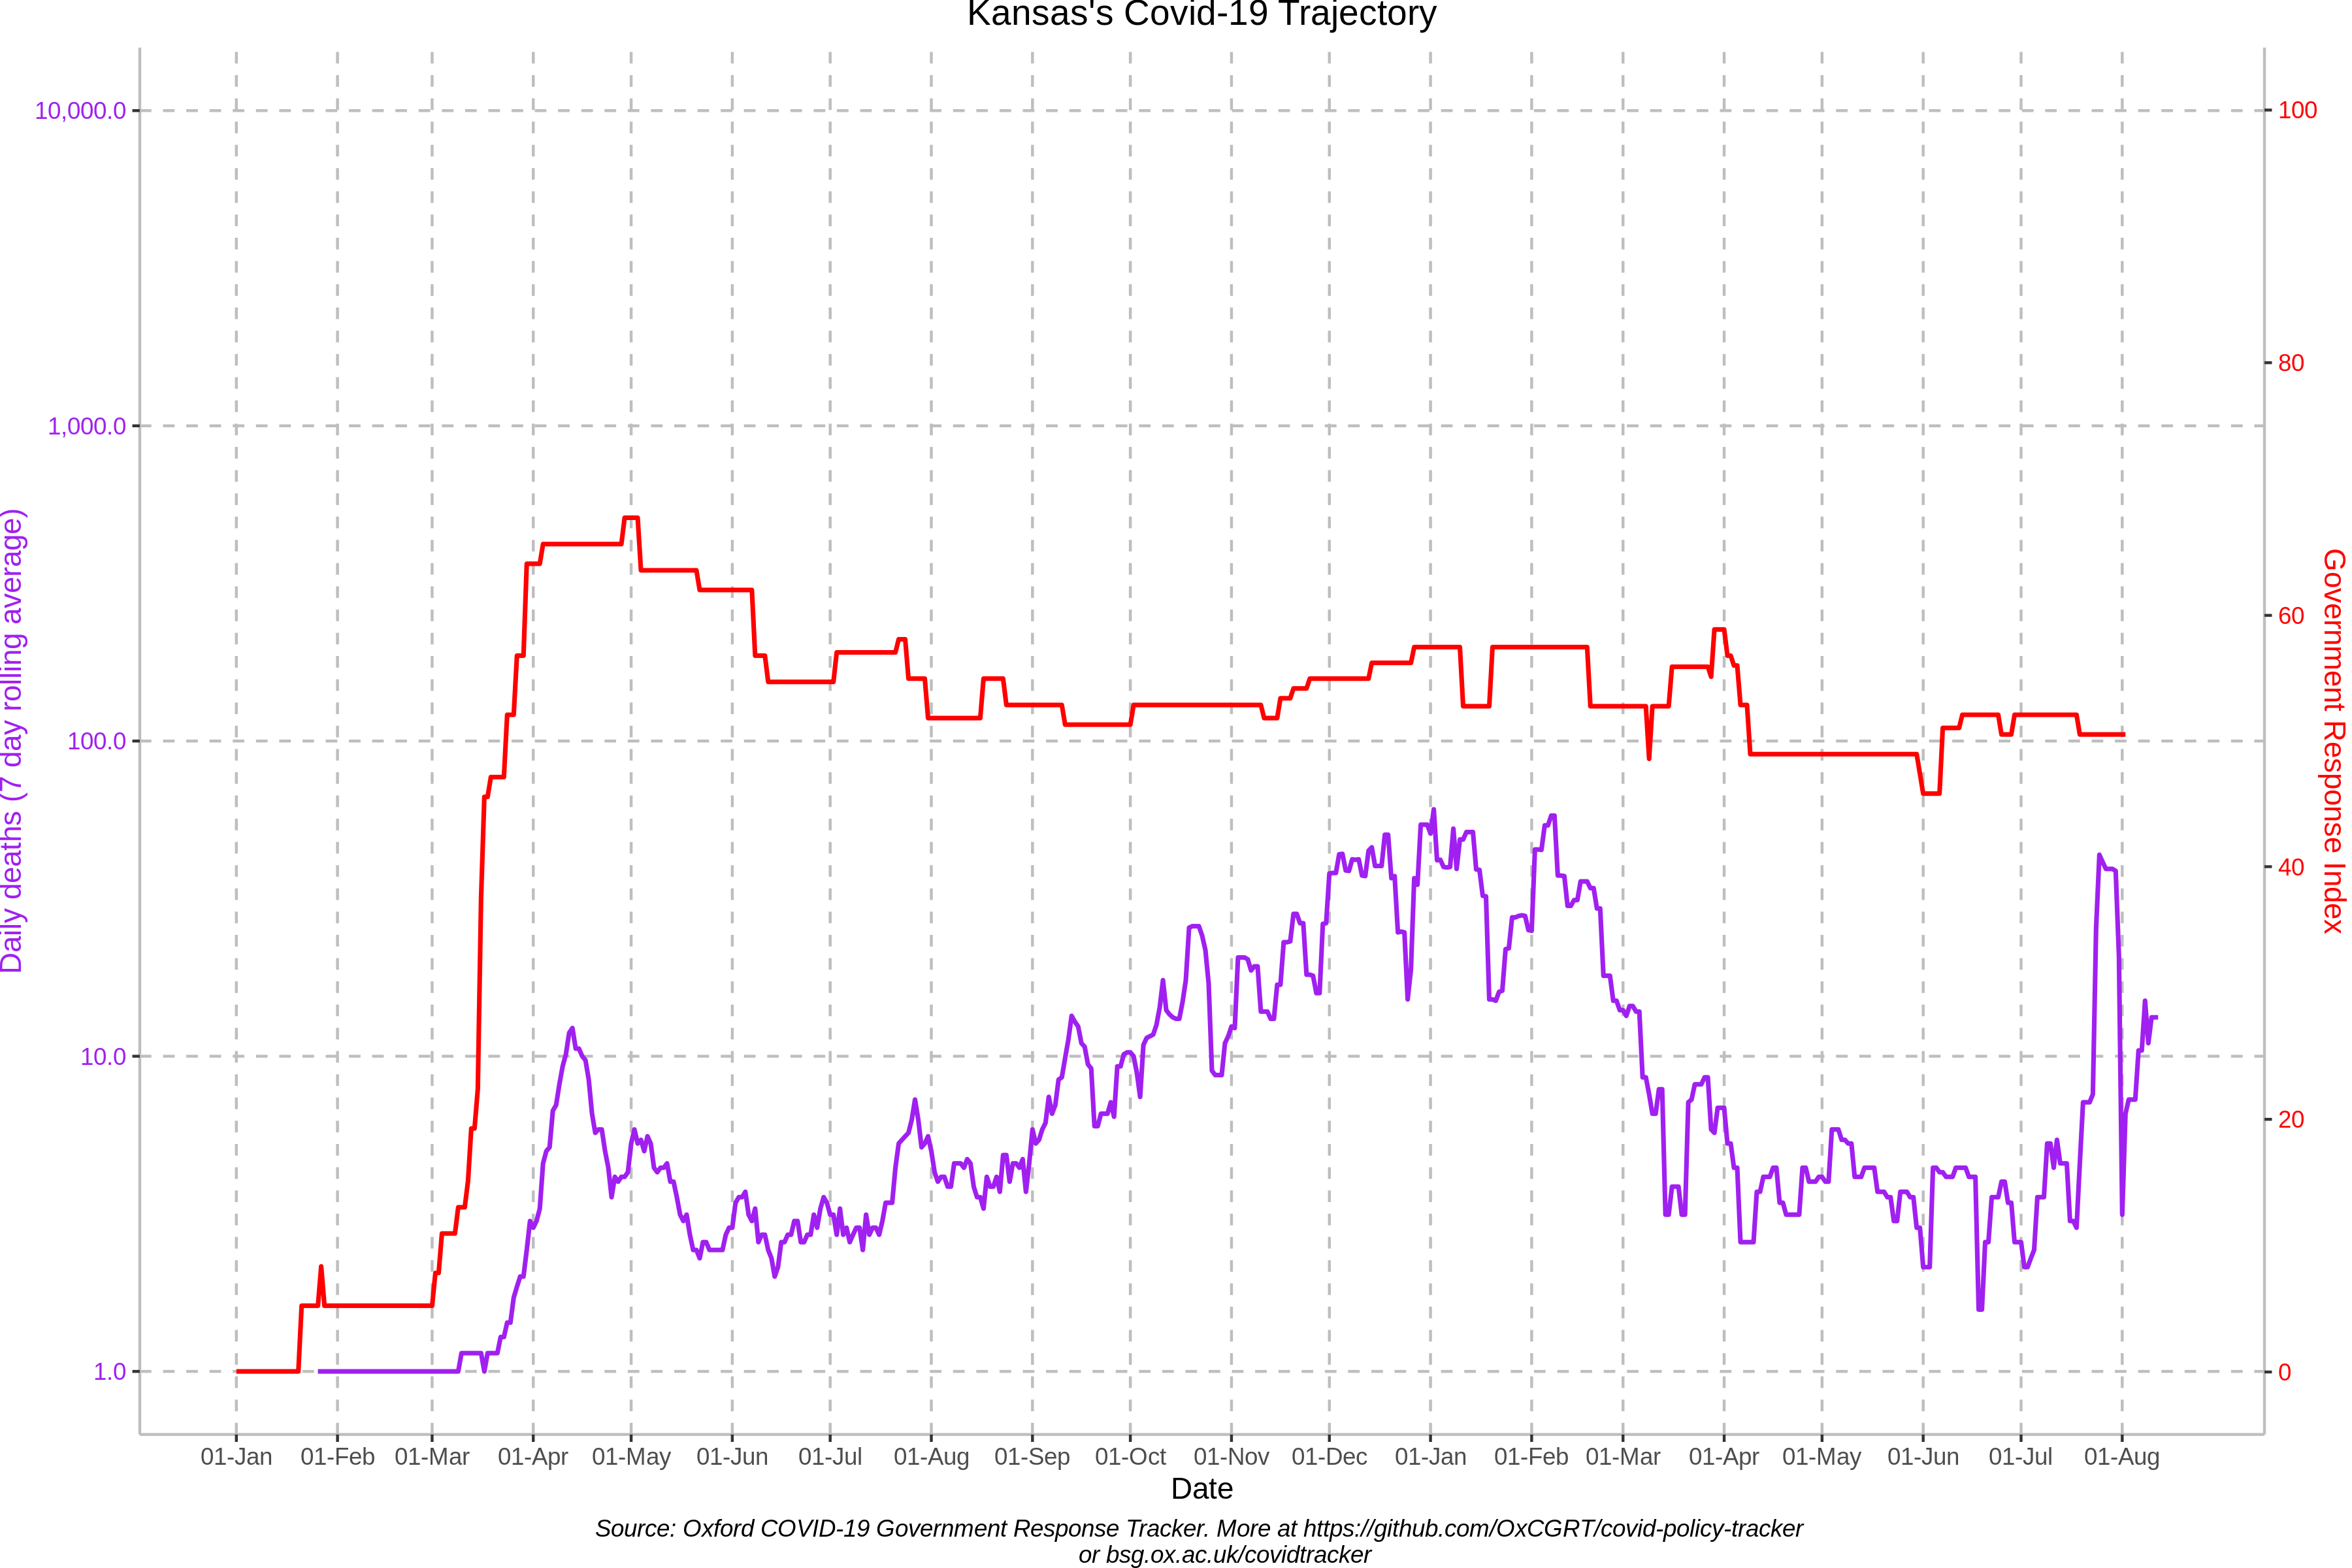 Kansas's Covid-19 Trajectory
10,000.0
1,000.0
100.0
10.0
1.0
Daily deaths (7 day rolling average)
100
80
60
40
20
0
Government Response Index
01-Jan 01-Feb 01-Mar 01-Apr 01-May 01-Jun 01-Jul 01-Aug 01-Sep 01-Oct 01-Nov 01-Dec 01-Jan 01-Feb 01-Mar 01-Apr 01-May 01-Jun 01-Jul 01-Aug
Date
Source: Oxford COVID-19 Government Response Tracker. More at https://github.com/OxCGRT/covid-policy-tracker
or bsg.ox.ac.uk/covidtracker